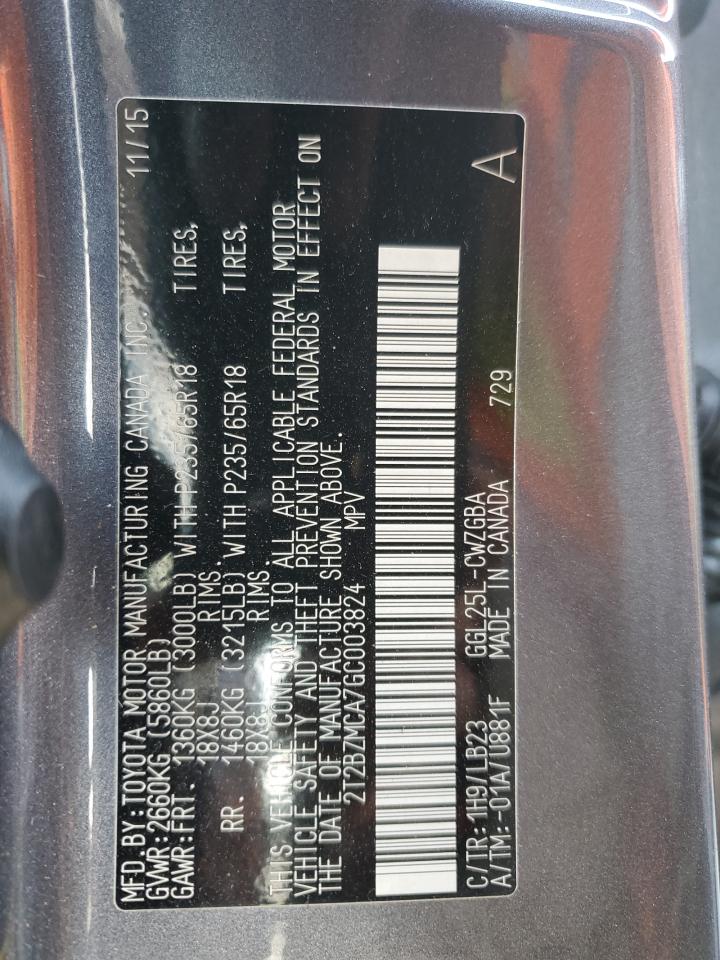 MFD.BY:TOYOTA MOTOR MANUFACTURING CANADA INC. 11/15
GVWR:2660KG (5860LB)
GAWR:FRT. 1360KG (3000LB) WITH P235/65R18 TIRES,
18X8J RIMS.
RR. 1460KG (3215LB) WITH P235/65R18 TIRES,
18X8J RIMS.
THIS VEHICLE CONFORMS TO ALL APPLICABLE FEDERAL MOTOR
VEHICLE SAFETY AND THEFT PREVENTION STANDARDS IN EFFECT ON
THE DATE OF MANUFACTURE SHOWN ABOVE.
2T2BZMCA7GC003824 MPV
C/TR:1H9/LB23 GGL25L-CWZGBA
A/TM:-01A/U881F MADE IN CANADA 729 A